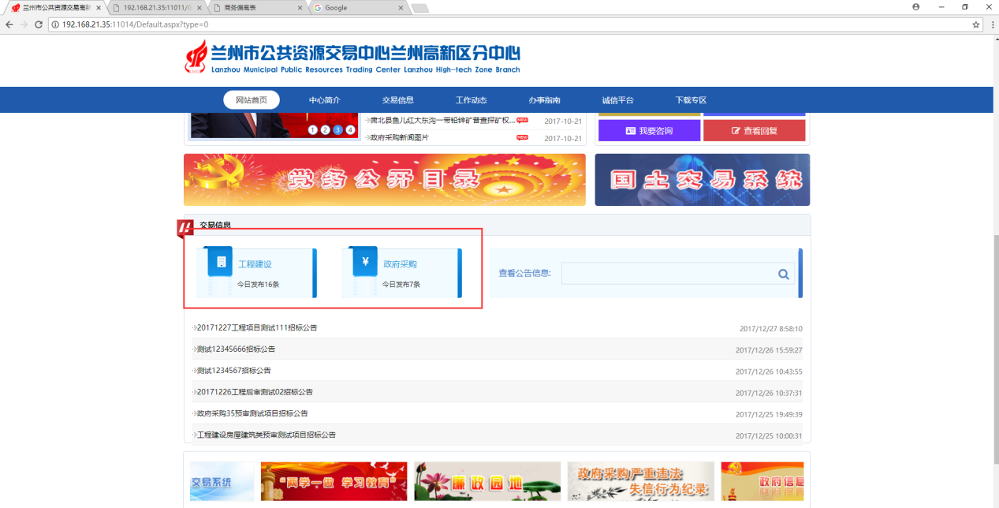 兰州市公共资源交易高新
192.168.21.35:11011/G
商务偏离表
Google
192.168.21.35:11014/Default.aspx?type=0
兰州市公共资源交易中心兰州高新区分中心
Lanzhou Municipal Public Resources Trading Center Lanzhou High-tech Zone Branch
网站首页 中心简介 交易信息 工作动态 办事指南 诚信平台 下载专区
1 2 3 4
肃北县鱼儿红大东沟一带铅锌矿普查探矿权... NEW 2017-10-21
政府采购新闻图片 NEW 2017-10-21
我要咨询 查看回复
党务公开目录 国土交易系统
交易信息
工程建设
今日发布16条
¥ 政府采购
今日发布7条
查看公告信息:
20171227工程项目测试111招标公告 2017/12/27 8:58:10
测试12345666招标公告 2017/12/26 15:59:27
测试1234567招标公告 2017/12/26 10:43:55
20171226工程后审测试02招标公告 2017/12/26 10:37:31
政府采购35预审测试项目招标公告 2017/12/25 19:49:39
工程建设房屋建筑类预审测试项目招标公告 2017/12/25 10:00:31
交易系统
“两学一做 学习教育”
廉政园地
政府采购严重违法
失信行为纪录
政府信息